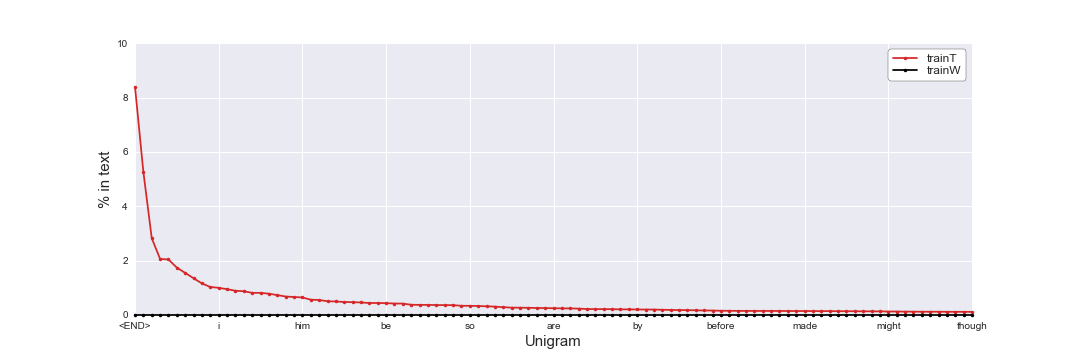 10
trainT
trainW
8
6
% in text
4
2
0
<END> i him be so are by before made might though
Unigram